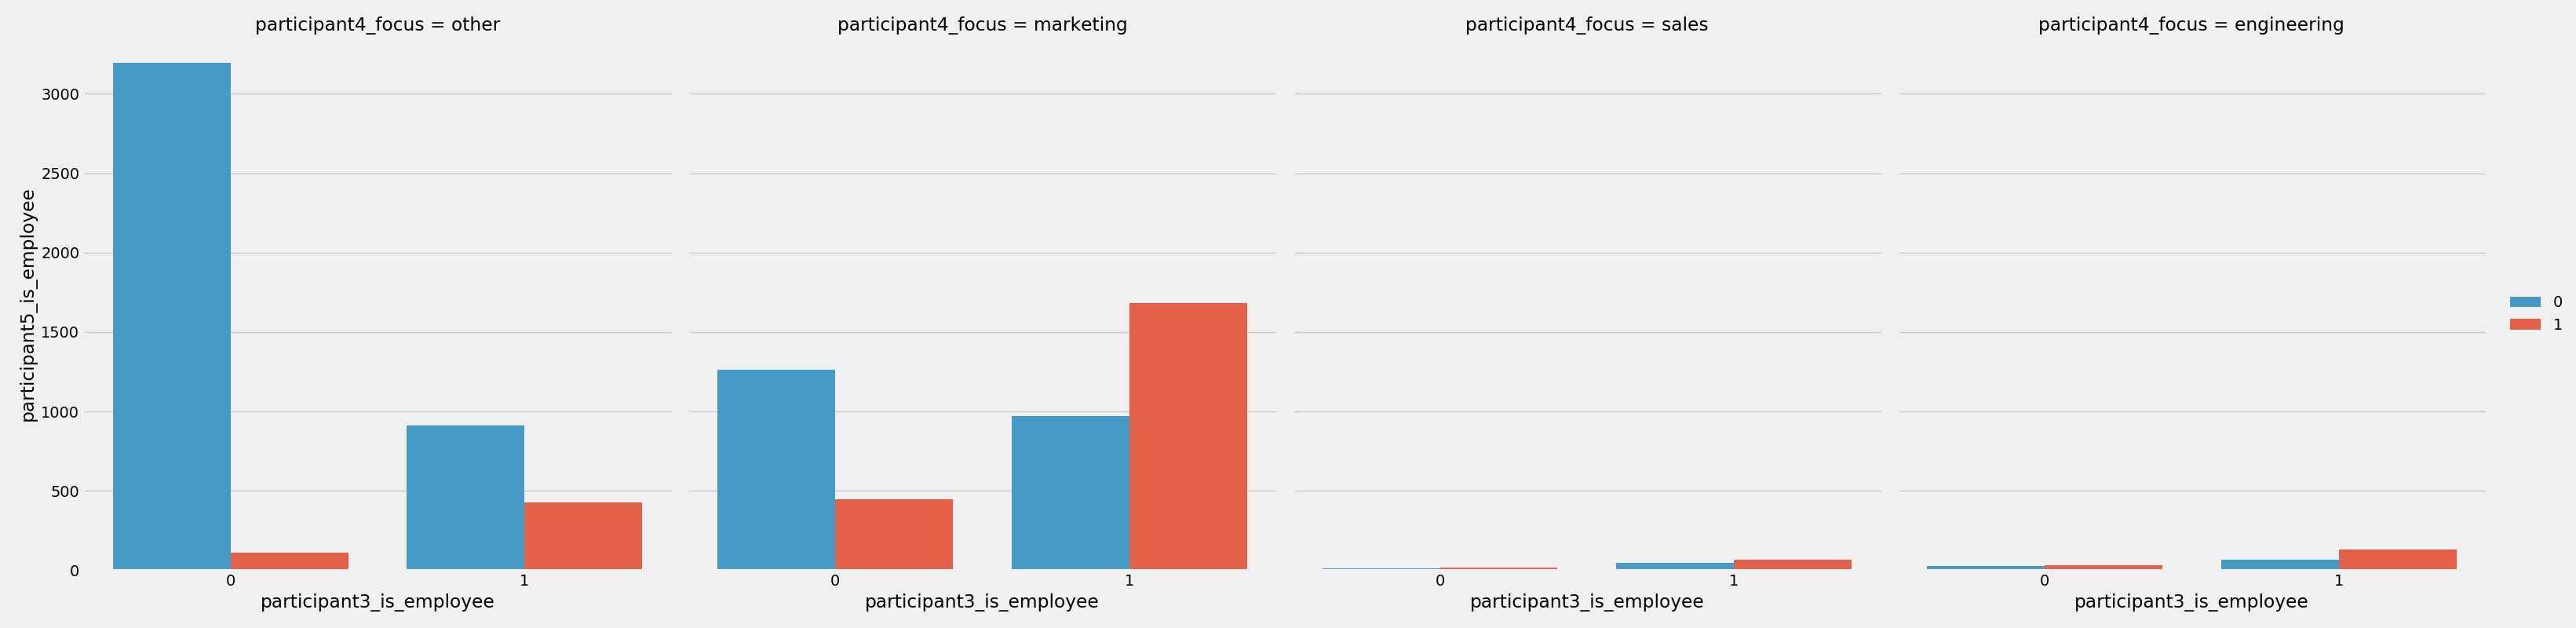 participant4_focus = other
participant4_focus = marketing
participant4_focus = sales
participant4_focus = engineering
participant5_is_employee
3000
2500
2000
1500
1000
500
0
0
1
0
1
0
1
0
1
participant3_is_employee
participant3_is_employee
participant3_is_employee
participant3_is_employee
0
1